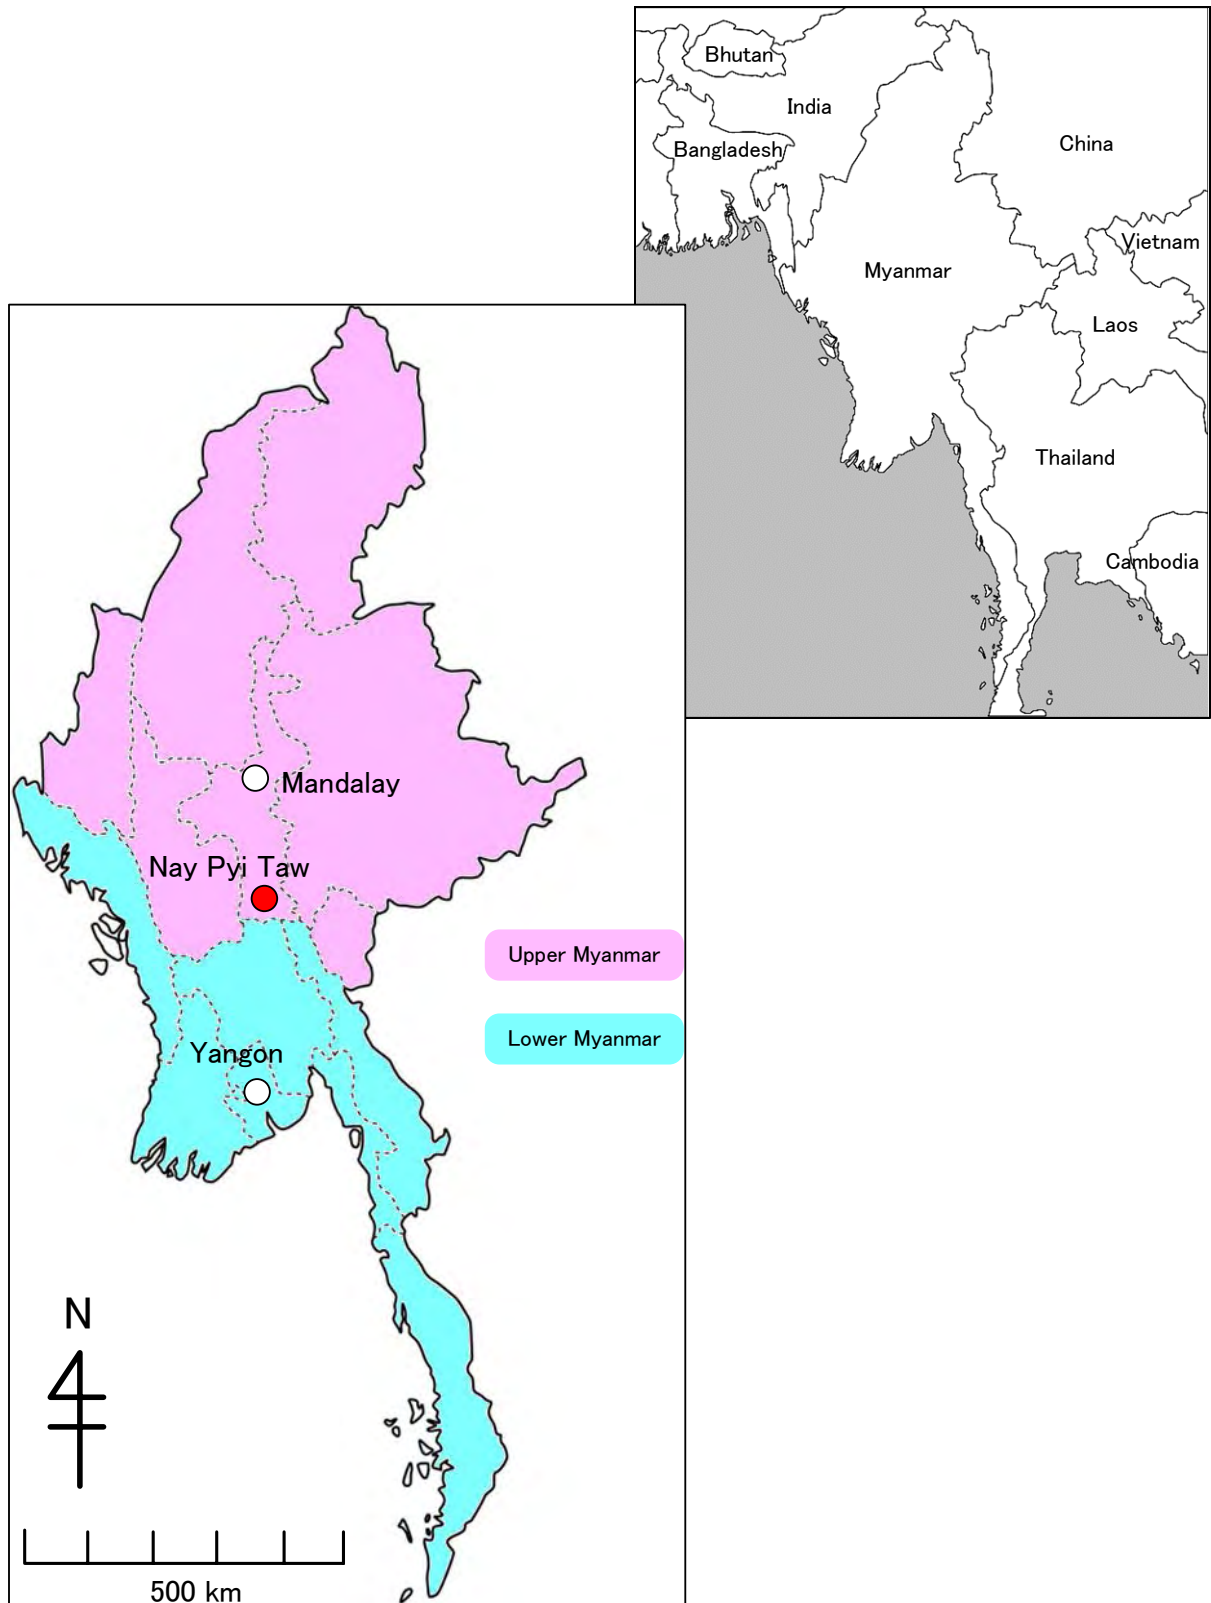 Bhutan
India
China
Bangladesh
Vietnam
Myanmar
Laos
Thailand
Cambodia
Mandalay
Nay Pyi Taw
Upper Myanmar
Lower Myanmar
Yangon
N
500 km